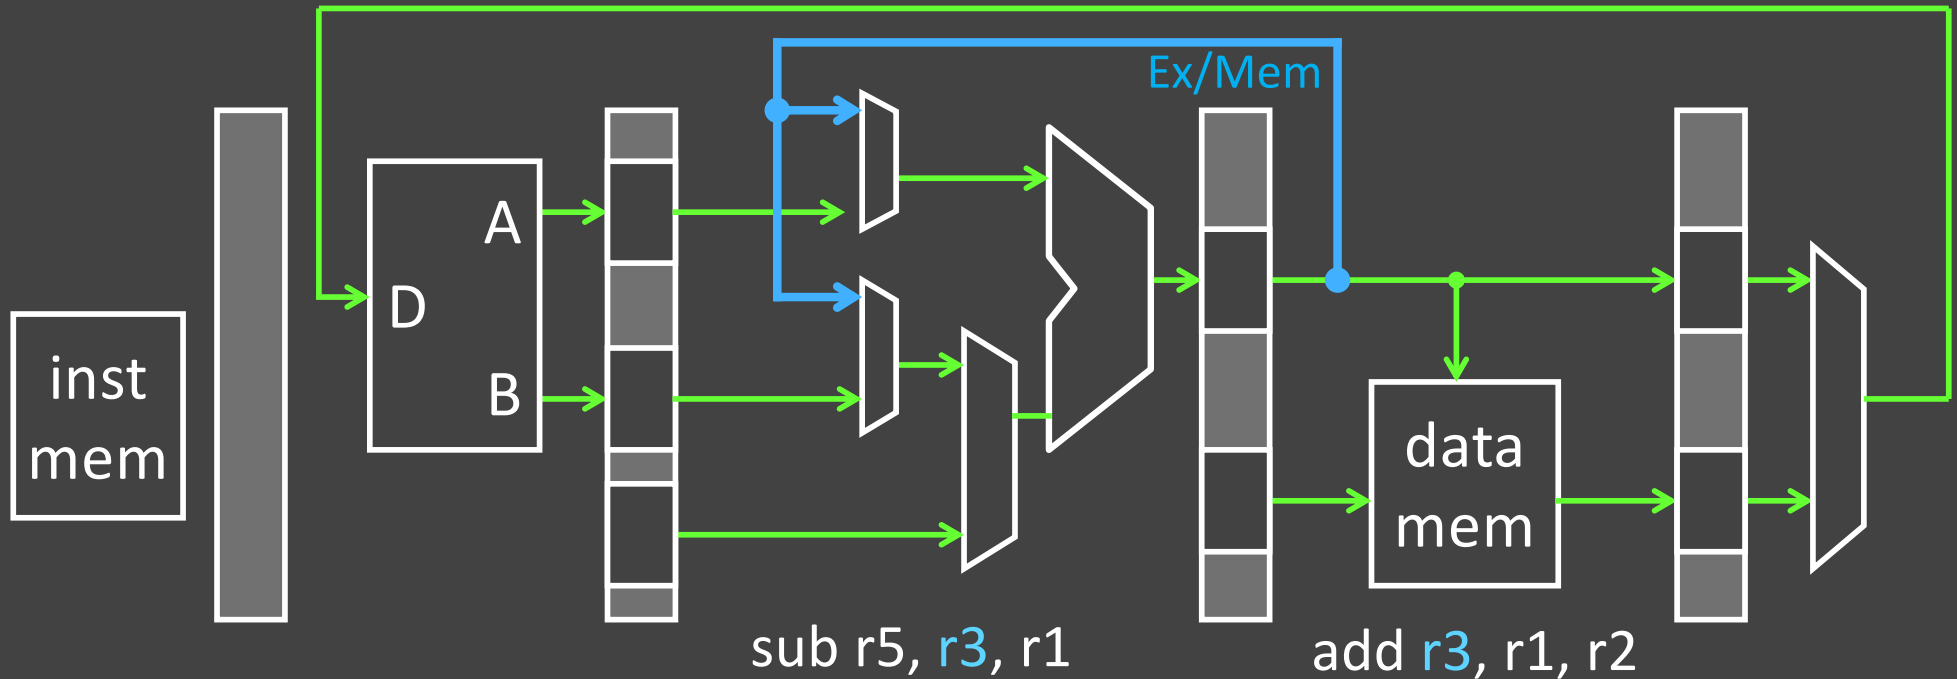 Ex/Mem
A
D
B
inst
mem
data
mem
sub r5, r3, r1
add r3, r1, r2